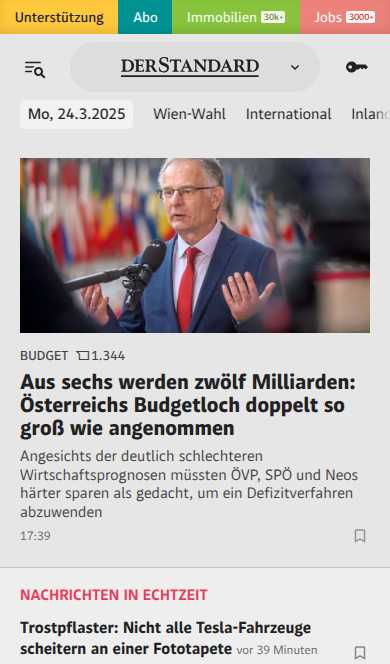 Unterstützung Abo Immobilien 30k+ Jobs 3000+
DERSTANDARD
Mo, 24.3.2025 Wien-Wahl International
BUDGET 1.344
Aus sechs werden zwölf Milliarden:
Österreichs Budgetloch doppelt so
groß wie angenommen
Angesichts der deutlich schlechteren
Wirtschaftsprognosen müssten ÖVP, SPÖ und Neos
härter sparen als gedacht, um ein Defizitverfahren
abzuwenden
17:39
NACHRICHTEN IN ECHTZEIT
Trostpflaster: Nicht alle Tesla-Fahrzeuge
scheitern an einer Fototapete vor 39 Minuten